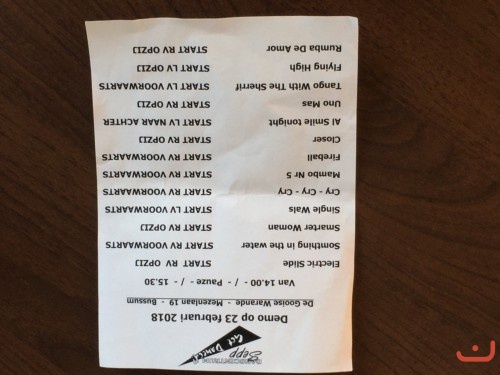 DANSCENTRUM
Sepp
Get Dance!
Demo op 23 februari 2018
De Gooise Warande - Mezenlaan 19 - Bussum
Van 14.00 - / - Pauze - / - 15.30
Electric Slide START RV OPZIJ
Somthing in the water START RV VOORWAARTS
Smarter Woman START RV OPZIJ
Single Wals START LV VOORWAARTS
Cry - Cry - Cry START RV VOORWAARTS
Mambo Nr 5 START RV VOORWAARTS
Fireball START RV VOORWAARTS
Closer START RV OPZIJ
Al Smile tonight START LV NAAR ACHTER
Uno Mas START RV OPZIJ
Tango With The Sherrif START LV VOORWAARTS
Flying High START LV OPZIJ
Rumba De Amor START RV OPZIJ